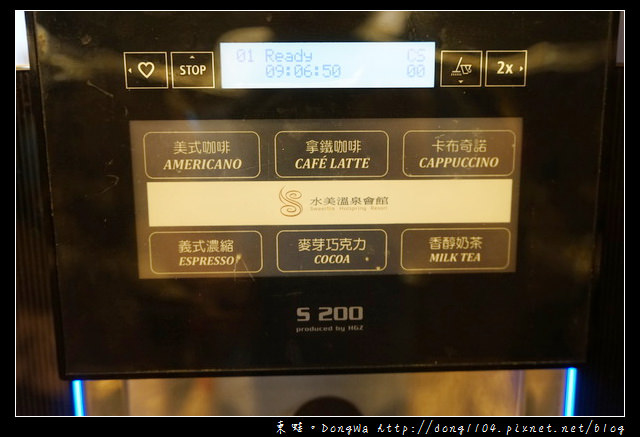 STOP
01 Ready CS
09:06:50 00
2x
美式咖啡 拿鐵咖啡 卡布奇諾
AMERICANO CAFÉ LATTE CAPPUCCINO
水美溫泉會館
義式濃縮 麥芽巧克力 香醇奶茶
ESPRESSO COCOA MILK TEA
S 200
produced by HGZ
東蛙。DongWa http://dong1104.pixnet.net/blog